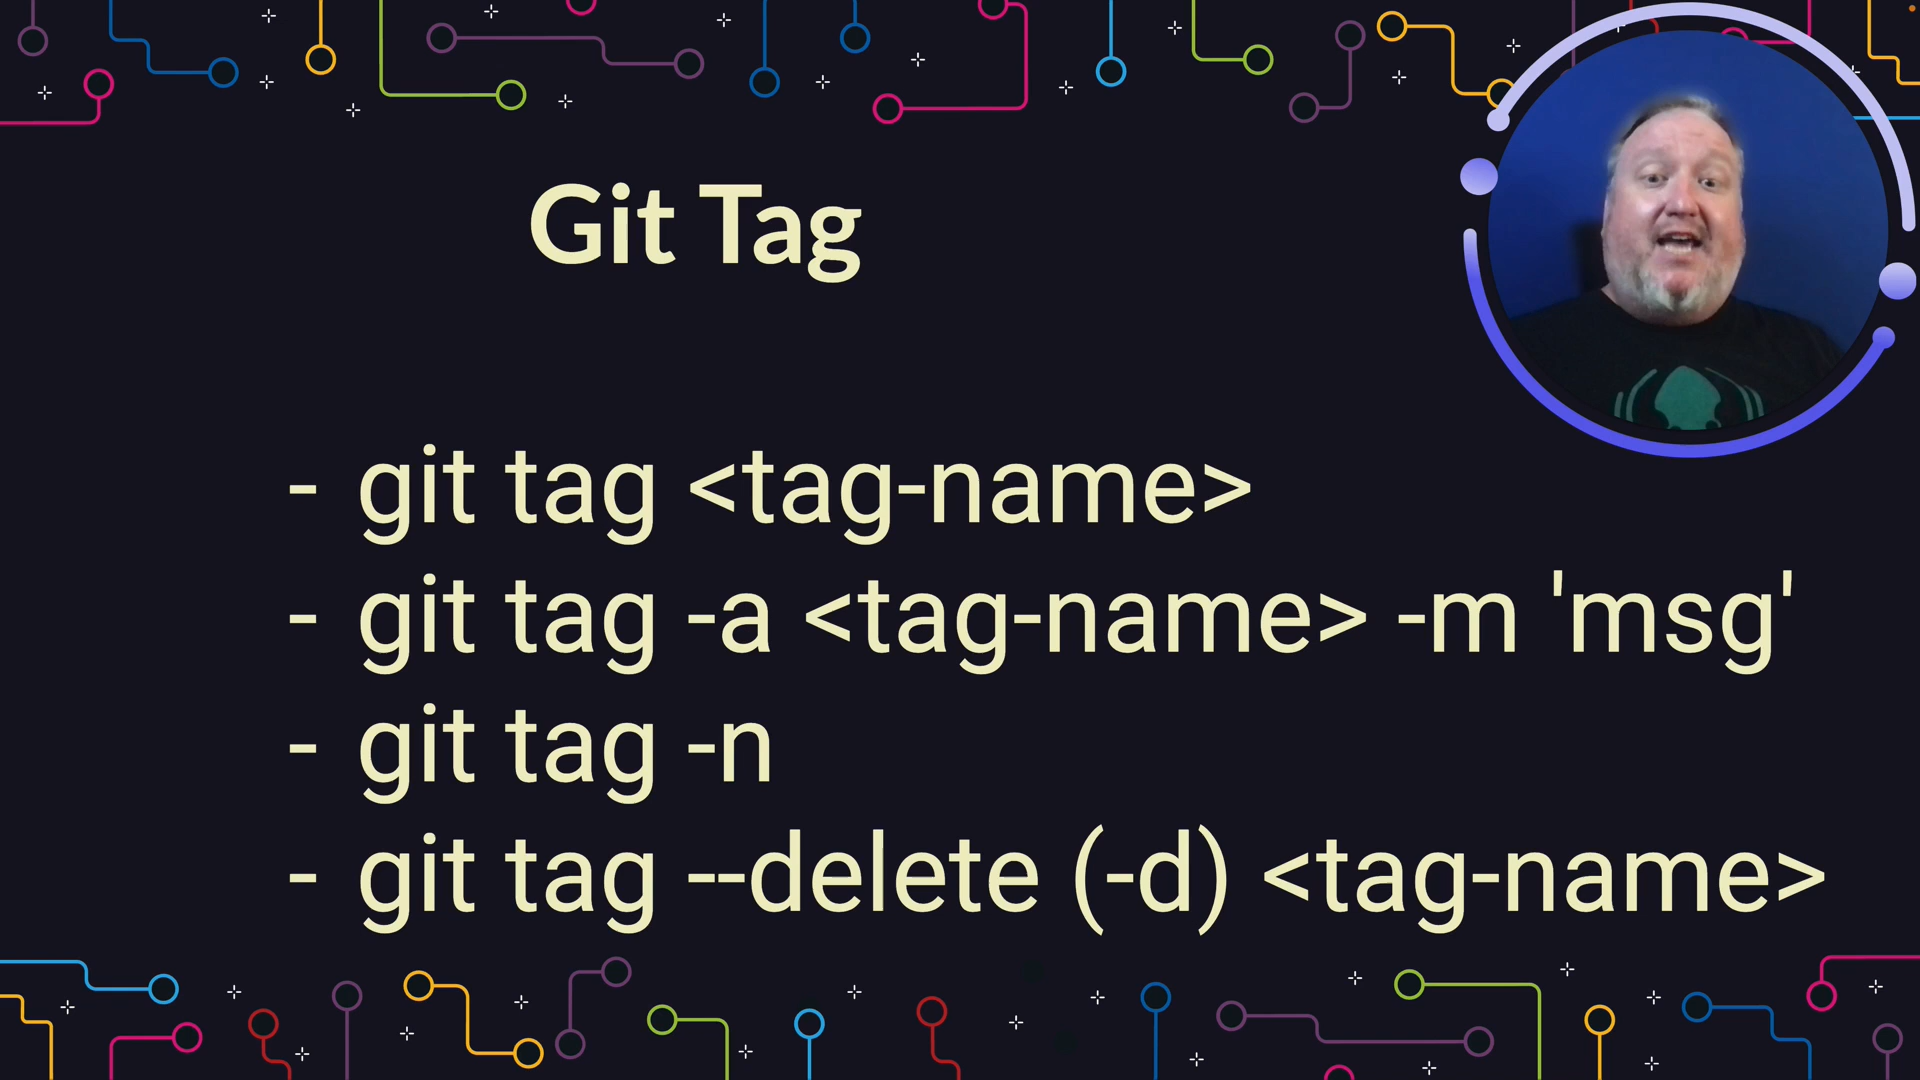 Git Tag
- git tag <tag-name>
- git tag -a <tag-name> -m 'msg'
- git tag -n
- git tag --delete (-d) <tag-name>